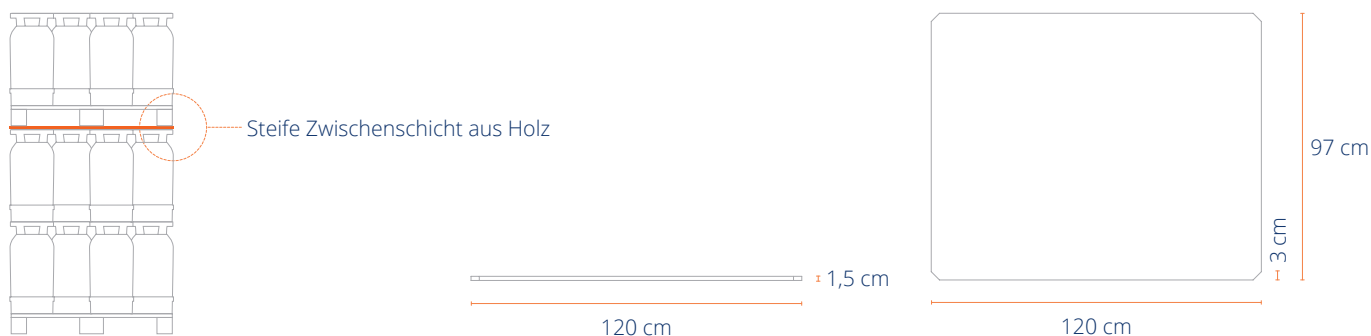 Steife Zwischenschicht aus Holz
1,5 cm
120 cm
97 cm
3 cm
120 cm